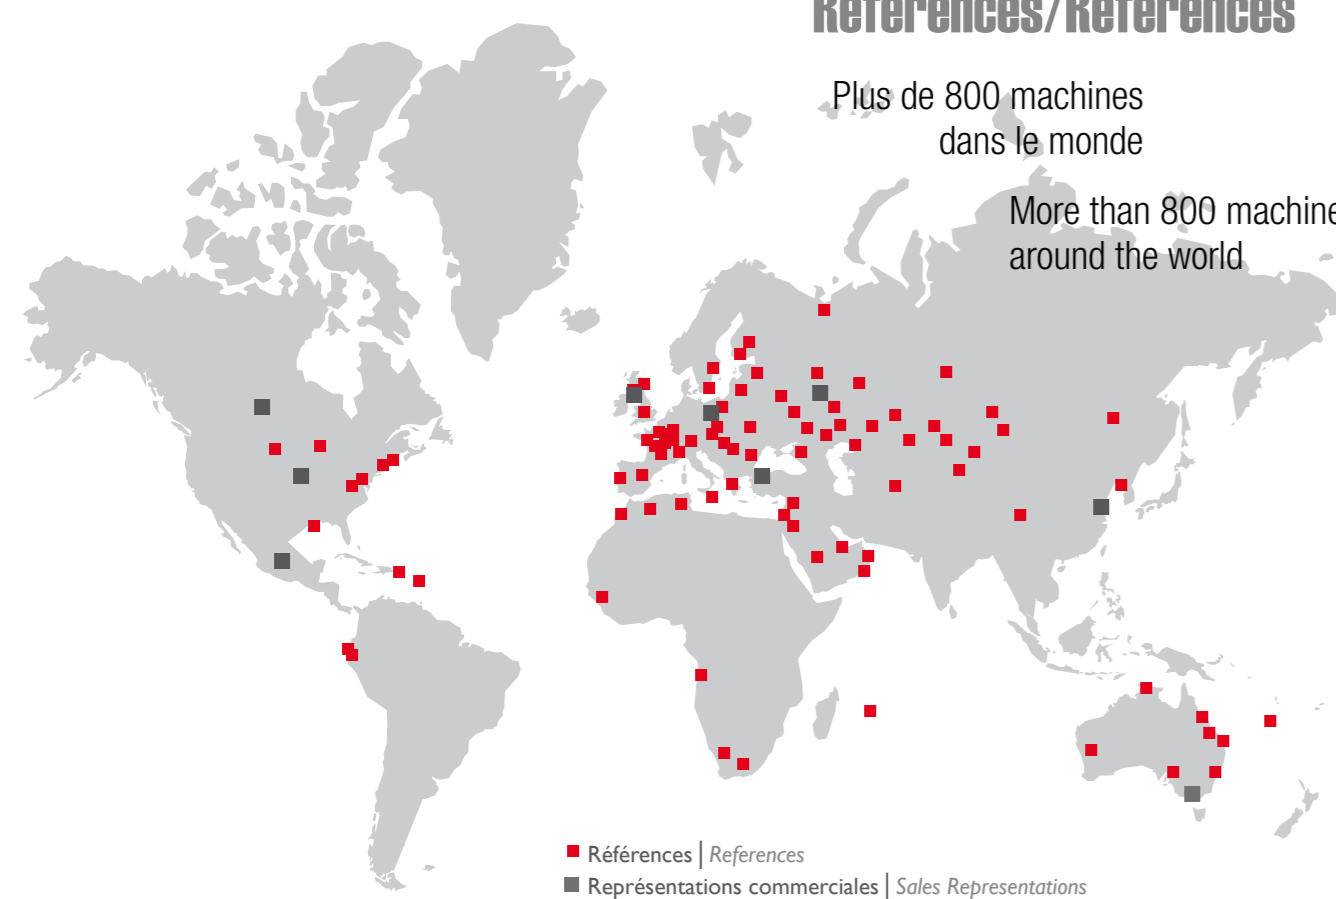 Références/References
Plus de 800 machines
dans le monde
More than 800 machine
around the world
Références | References
Représentations commerciales | Sales Representations